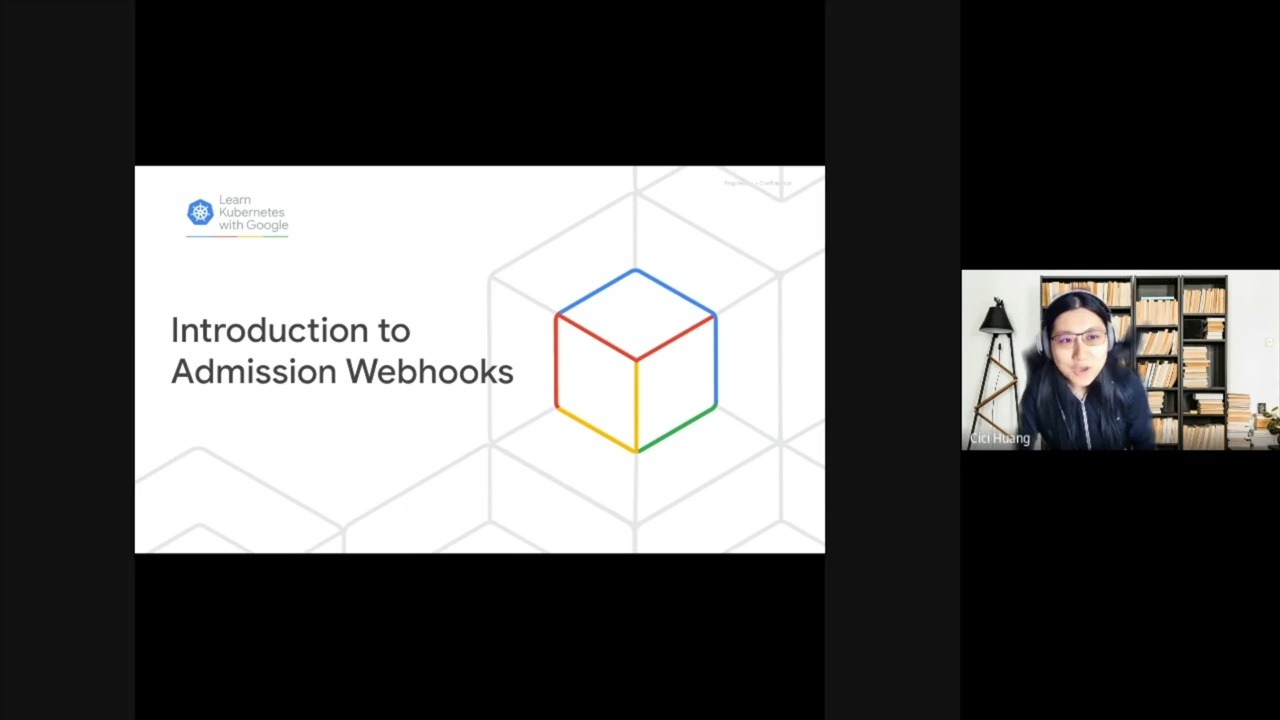 Learn
Kubernetes
with Google
Introduction to
Admission Webhooks
Cici Huang